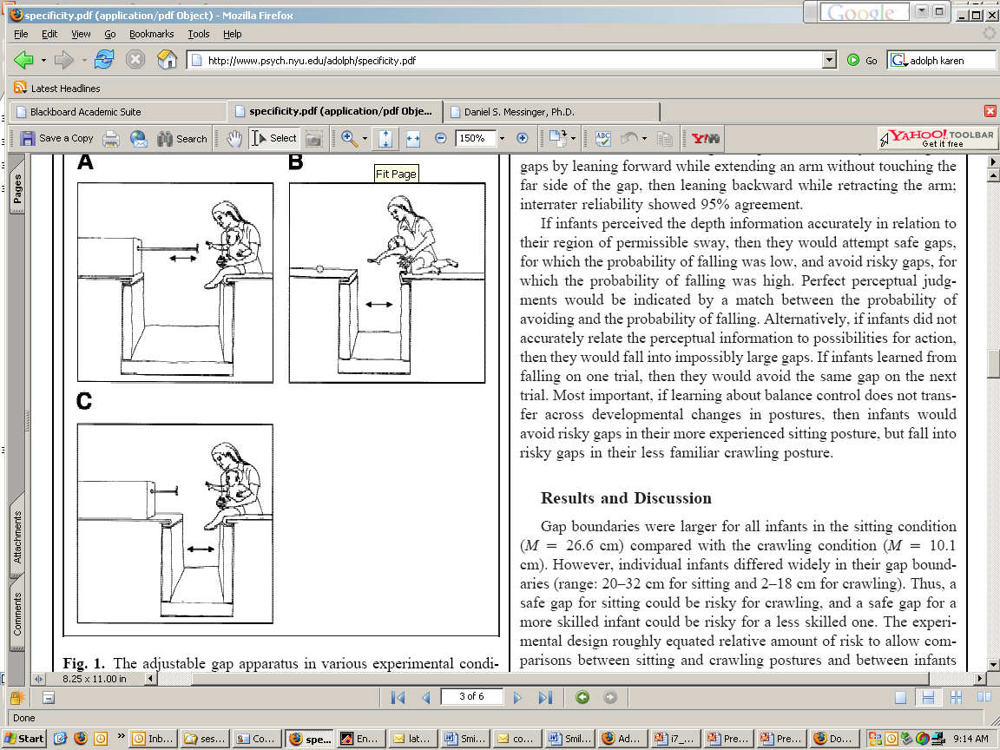 specificity.pdf (application/pdf Object) - Mozilla Firefox
Google
File Edit View Go Bookmarks Tools Help
http://www.psych.nyu.edu/adolph/specificity.pdf
Go
adolph karen
Latest Headlines
Blackboard Academic Suite
specificity.pdf (application/pdf Obje...
Daniel S. Messinger, Ph.D.
Save a Copy
Search
Select
150%
YAHOO! TOOLBAR
Get it free
Pages
Attachments
Comments
A
B
Fit Page
C
Fig. 1. The adjustable gap apparatus in various experimental condi-
gaps by leaning forward while extending an arm without touching the
far side of the gap, then leaning backward while retracting the arm;
interrater reliability showed 95% agreement.
If infants perceived the depth information accurately in relation to
their region of permissible sway, then they would attempt safe gaps,
for which the probability of falling was low, and avoid risky gaps, for
which the probability of falling was high. Perfect perceptual judg-
ments would be indicated by a match between the probability of
avoiding and the probability of falling. Alternatively, if infants did not
accurately relate the perceptual information to possibilities for action,
then they would fall into impossibly large gaps. If infants learned from
falling on one trial, then they would avoid the same gap on the next
trial. Most important, if learning about balance control does not trans-
fer across developmental changes in postures, then infants would
avoid risky gaps in their more experienced sitting posture, but fall into
risky gaps in their less familiar crawling posture.
Results and Discussion
Gap boundaries were larger for all infants in the sitting condition
(M = 26.6 cm) compared with the crawling condition (M = 10.1
cm). However, individual infants differed widely in their gap bound-
aries (range: 20–32 cm for sitting and 2–18 cm for crawling). Thus, a
safe gap for sitting could be risky for crawling, and a safe gap for a
more skilled infant could be risky for a less skilled one. The experi-
mental design roughly equated relative amount of risk to allow com-
parisons between sitting and crawling postures and between infants
8.25 x 11.00 in
3 of 6
Done
Start
Inb...
ses...
Co...
spe...
En...
lat...
Smi...
co...
Smil...
Ad...
i7_...
Pre...
Pre...
Do...
9:14 AM